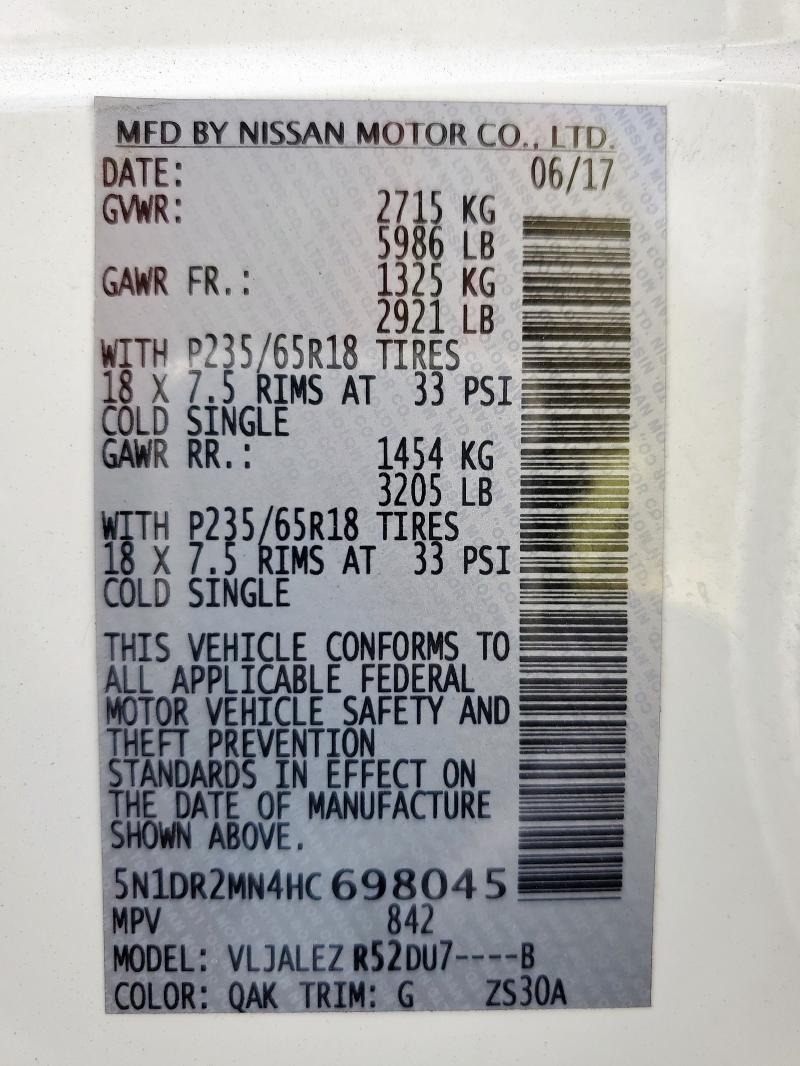 MFD BY NISSAN MOTOR CO., LTD.
DATE: 06/17
GVWR: 2715 KG
5986 LB
GAWR FR.: 1325 KG
2921 LB
WITH P235/65R18 TIRES
18 X 7.5 RIMS AT 33 PSI
COLD SINGLE
GAWR RR.: 1454 KG
3205 LB
WITH P235/65R18 TIRES
18 X 7.5 RIMS AT 33 PSI
COLD SINGLE
THIS VEHICLE CONFORMS TO
ALL APPLICABLE FEDERAL
MOTOR VEHICLE SAFETY AND
THEFT PREVENTION
STANDARDS IN EFFECT ON
THE DATE OF MANUFACTURE
SHOWN ABOVE.
5N1DR2MN4HC698045
MPV 842
MODEL: VLJALEZ R52DU7----B
COLOR: QAK TRIM: G ZS30A